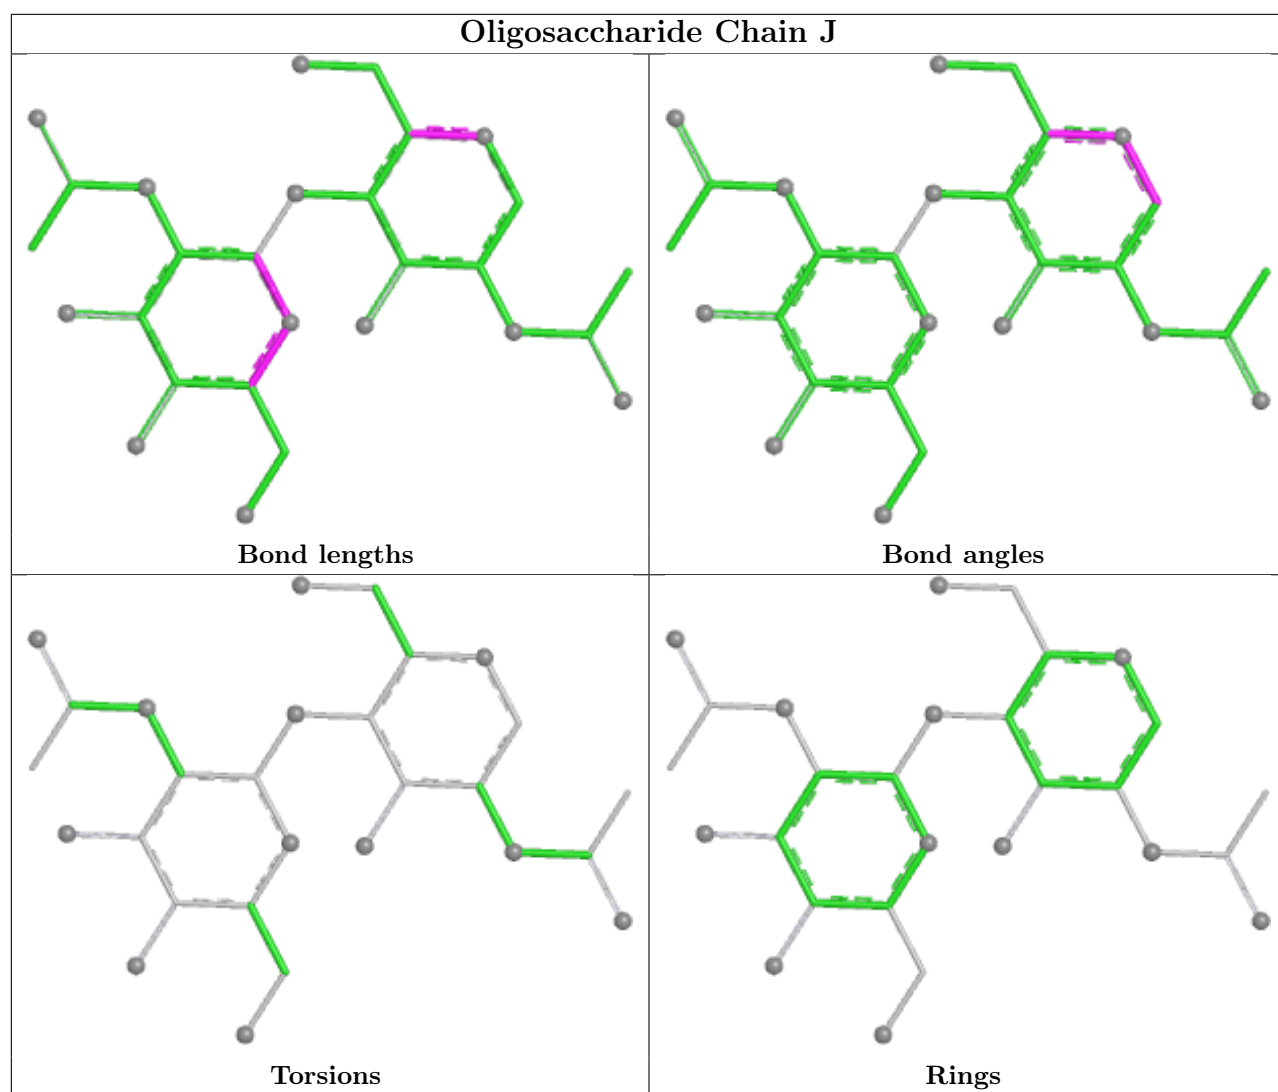 Oligosaccharide Chain J
Bond lengths
Bond angles
Torsions
Rings